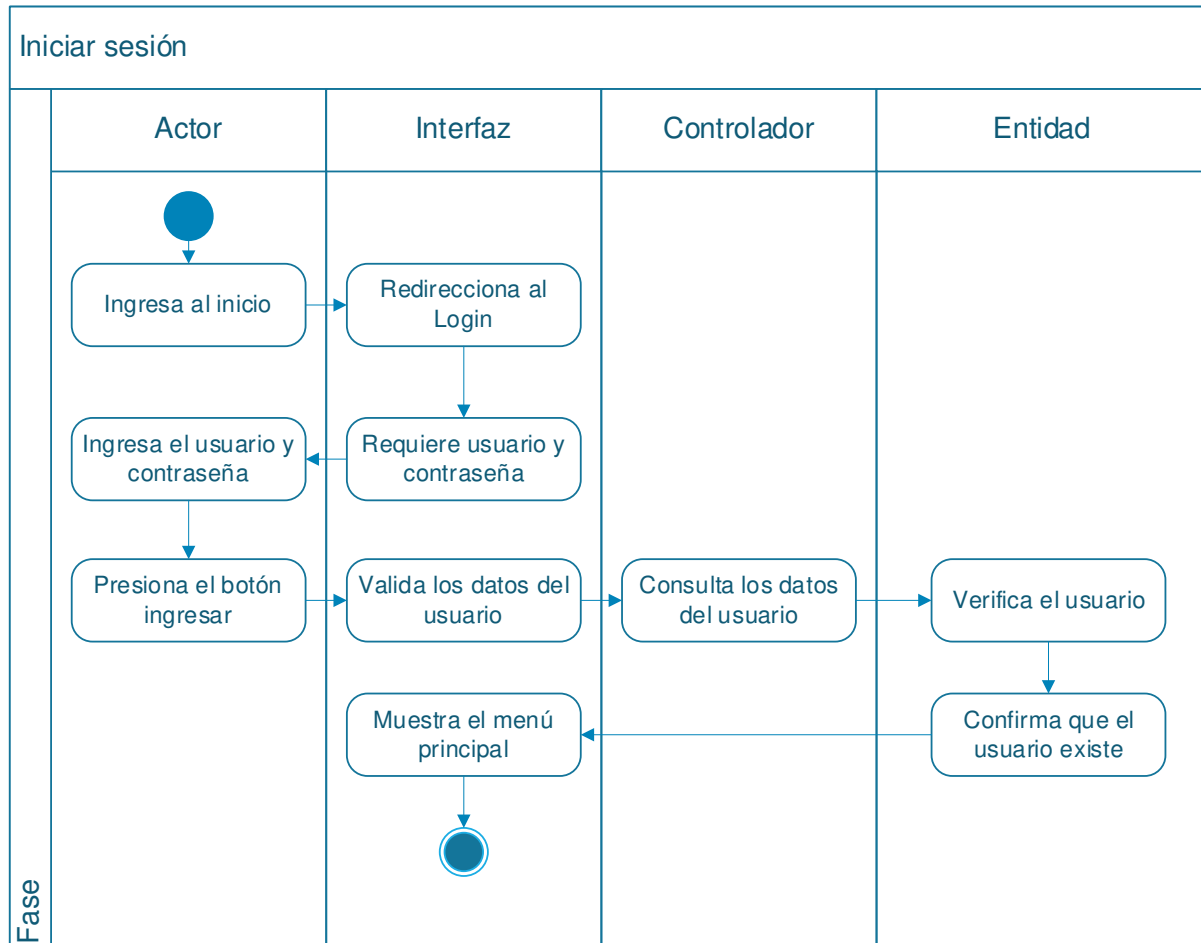 Iniciar sesión
Actor
Interfaz
Controlador
Entidad
Ingresa al inicio
Redirecciona al
Login
Ingresa el usuario y
contraseña
Requiere usuario y
contraseña
Presiona el botón
ingresar
Valida los datos del
usuario
Consulta los datos
del usuario
Verifica el usuario
Muestra el menú
principal
Confirma que el
usuario existe
Fase